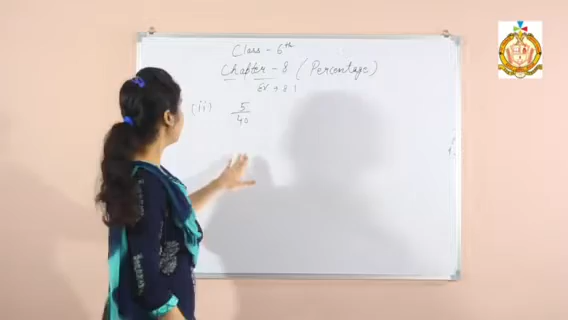 Class - 6th
Chapter - 8 (Percentage)
Ex → 8.1
(ii) 5/40